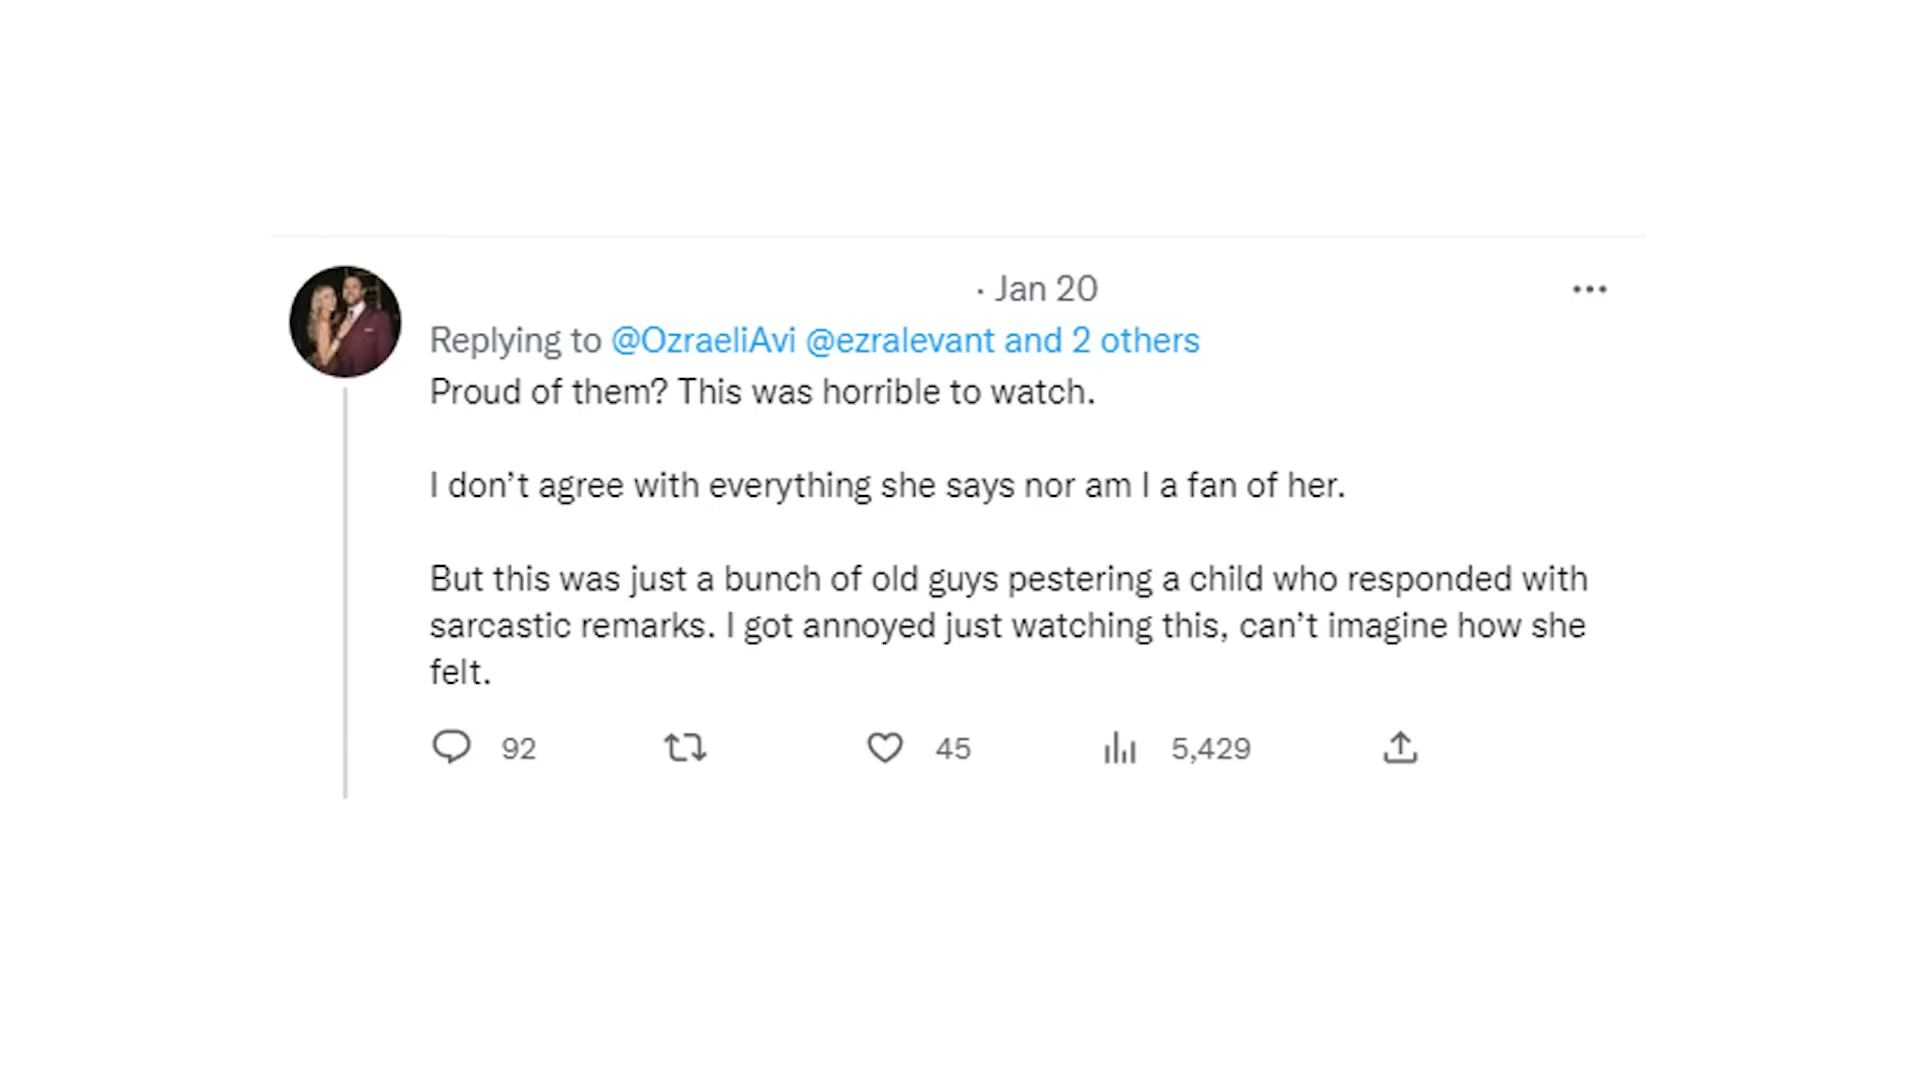 · Jan 20
Replying to @OzraeliAvi @ezralevant and 2 others
Proud of them? This was horrible to watch.
I don’t agree with everything she says nor am I a fan of her.
But this was just a bunch of old guys pestering a child who responded with
sarcastic remarks. I got annoyed just watching this, can’t imagine how she
felt.
92 45 5,429